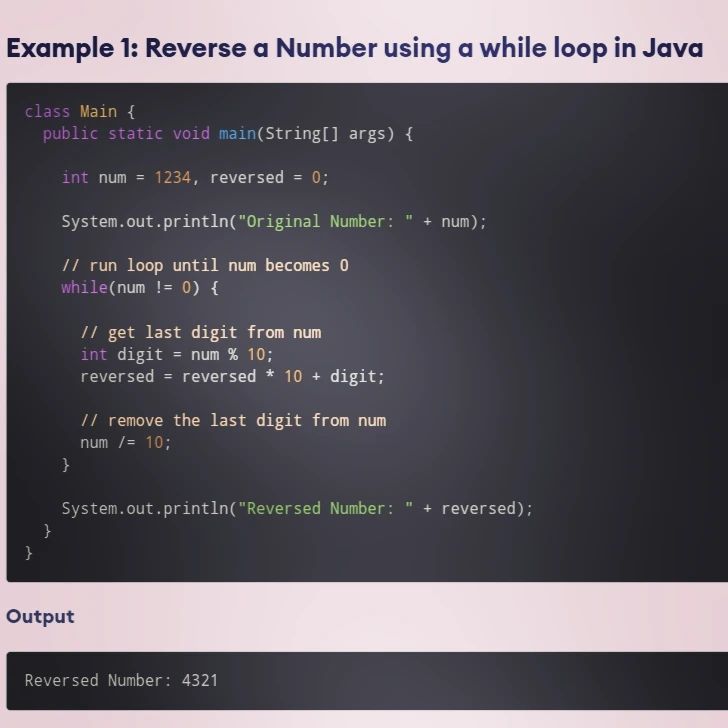 Example 1: Reverse a Number using a while loop in Java
class Main {
public static void main(String[] args) {
int num = 1234, reversed = 0;
System.out.println("Original Number: " + num);
// run loop until num becomes 0
while(num != 0) {
// get last digit from num
int digit = num % 10;
reversed = reversed * 10 + digit;
// remove the last digit from num
num /= 10;
}
System.out.println("Reversed Number: " + reversed);
}
}
Output
Reversed Number: 4321